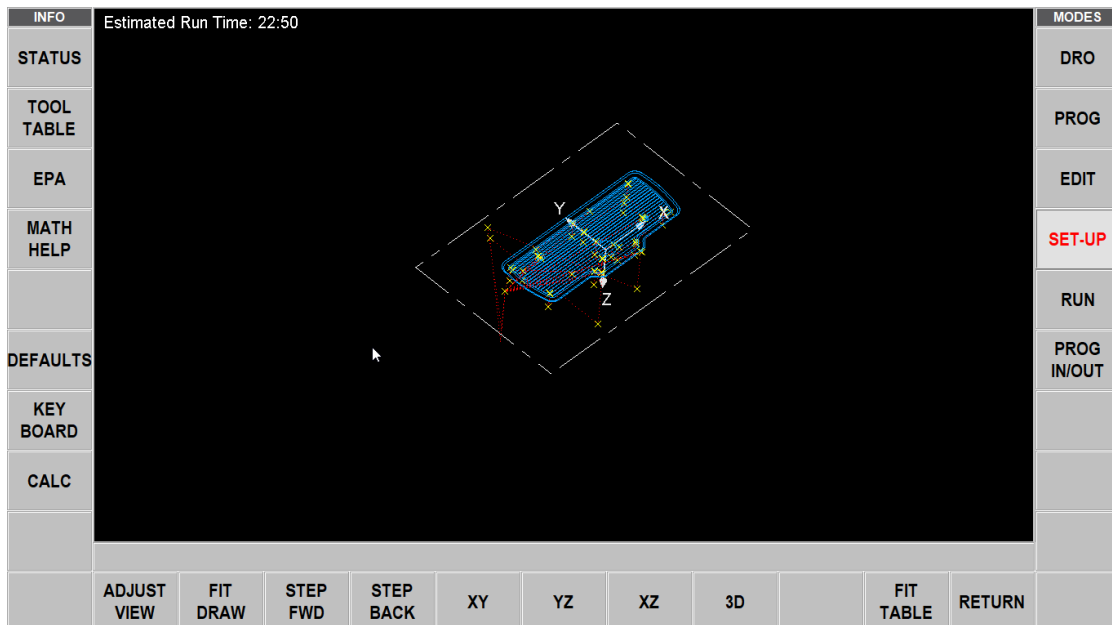 INFO
Estimated Run Time: 22:50
MODES
STATUS
DRO
TOOL
TABLE
PROG
EPA
EDIT
MATH
HELP
SET-UP
Y
X
Z
RUN
DEFAULTS
PROG
IN/OUT
KEY
BOARD
CALC
ADJUST
VIEW
FIT
DRAW
STEP
FWD
STEP
BACK
XY
YZ
XZ
3D
FIT
TABLE
RETURN